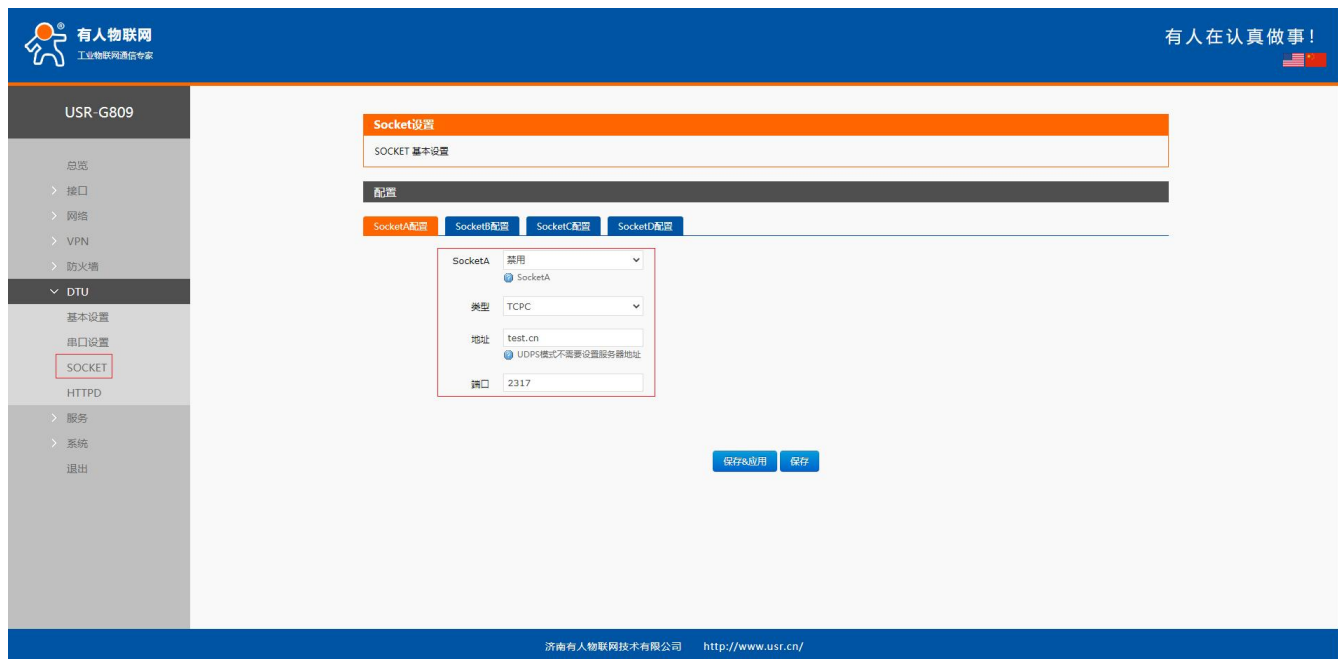 有人物联网
®
工业物联网通信专家
有人在认真做事!
USR-G809
总览
接口
网络
VPN
防火墙
DTU
基本设置
串口设置
SOCKET
HTTPD
服务
系统
退出
Socket设置
SOCKET 基本设置
配置
SocketA配置 SocketB配置 SocketC配置 SocketD配置
SocketA 禁用
SocketA
类型 TCPC
地址 test.cn
UDPS模式不需要设置服务器地址
端口 2317
保存&应用 保存
济南有人物联网技术有限公司 http://www.usr.cn/